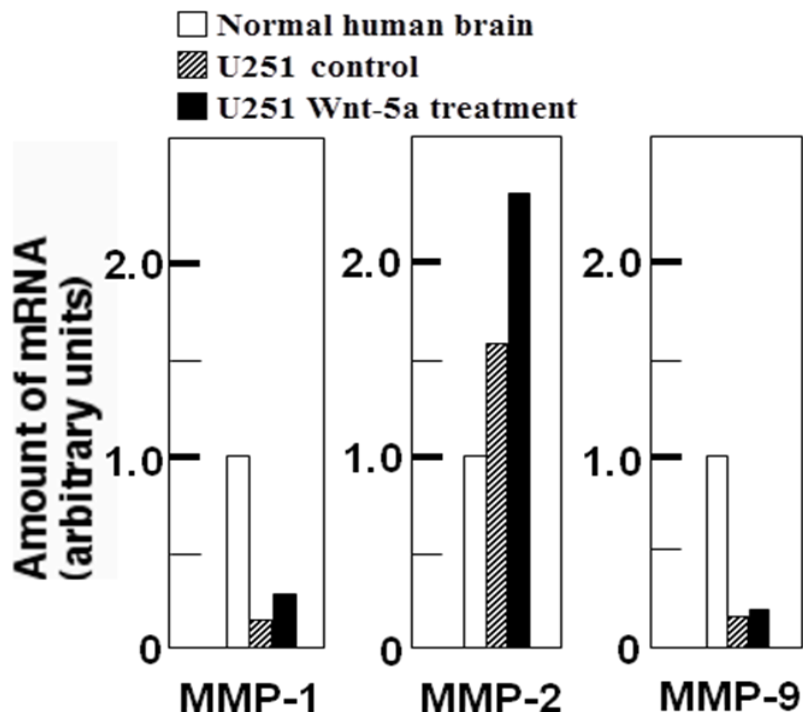 Normal human brain
U251 control
U251 Wnt-5a treatment
Amount of mRNA
(arbitrary units)
2.0
1.0
0
MMP-1
2.0
1.0
0
MMP-2
2.0
1.0
0
MMP-9